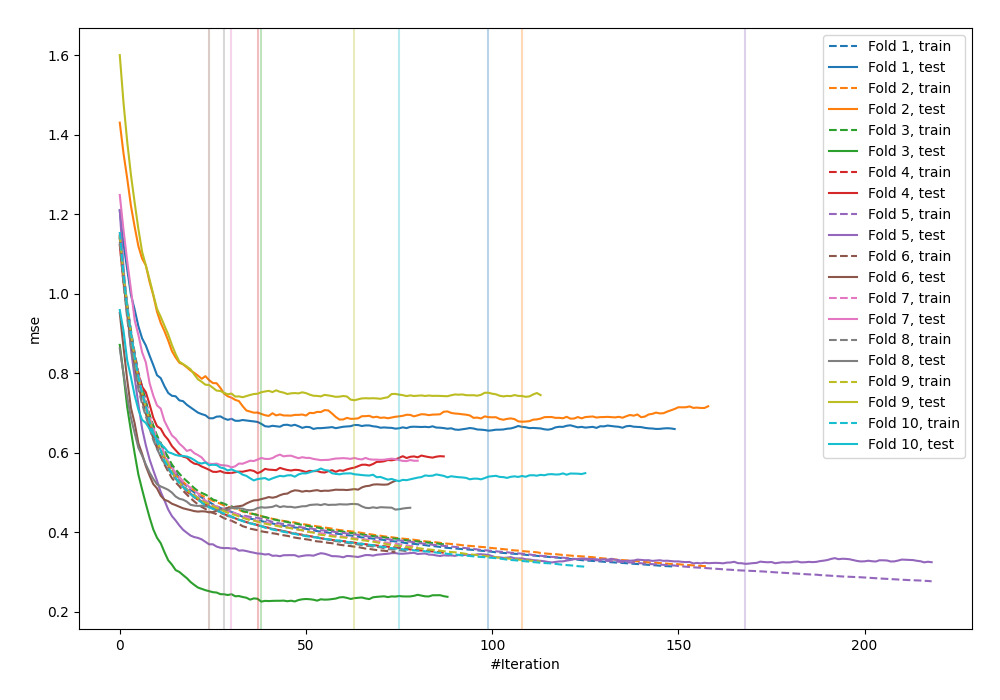 1.6
1.4
1.2
1.0
0.8
0.6
0.4
0.2
mse
0
50
100
150
200
#Iteration
Fold 1, train
Fold 1, test
Fold 2, train
Fold 2, test
Fold 3, train
Fold 3, test
Fold 4, train
Fold 4, test
Fold 5, train
Fold 5, test
Fold 6, train
Fold 6, test
Fold 7, train
Fold 7, test
Fold 8, train
Fold 8, test
Fold 9, train
Fold 9, test
Fold 10, train
Fold 10, test